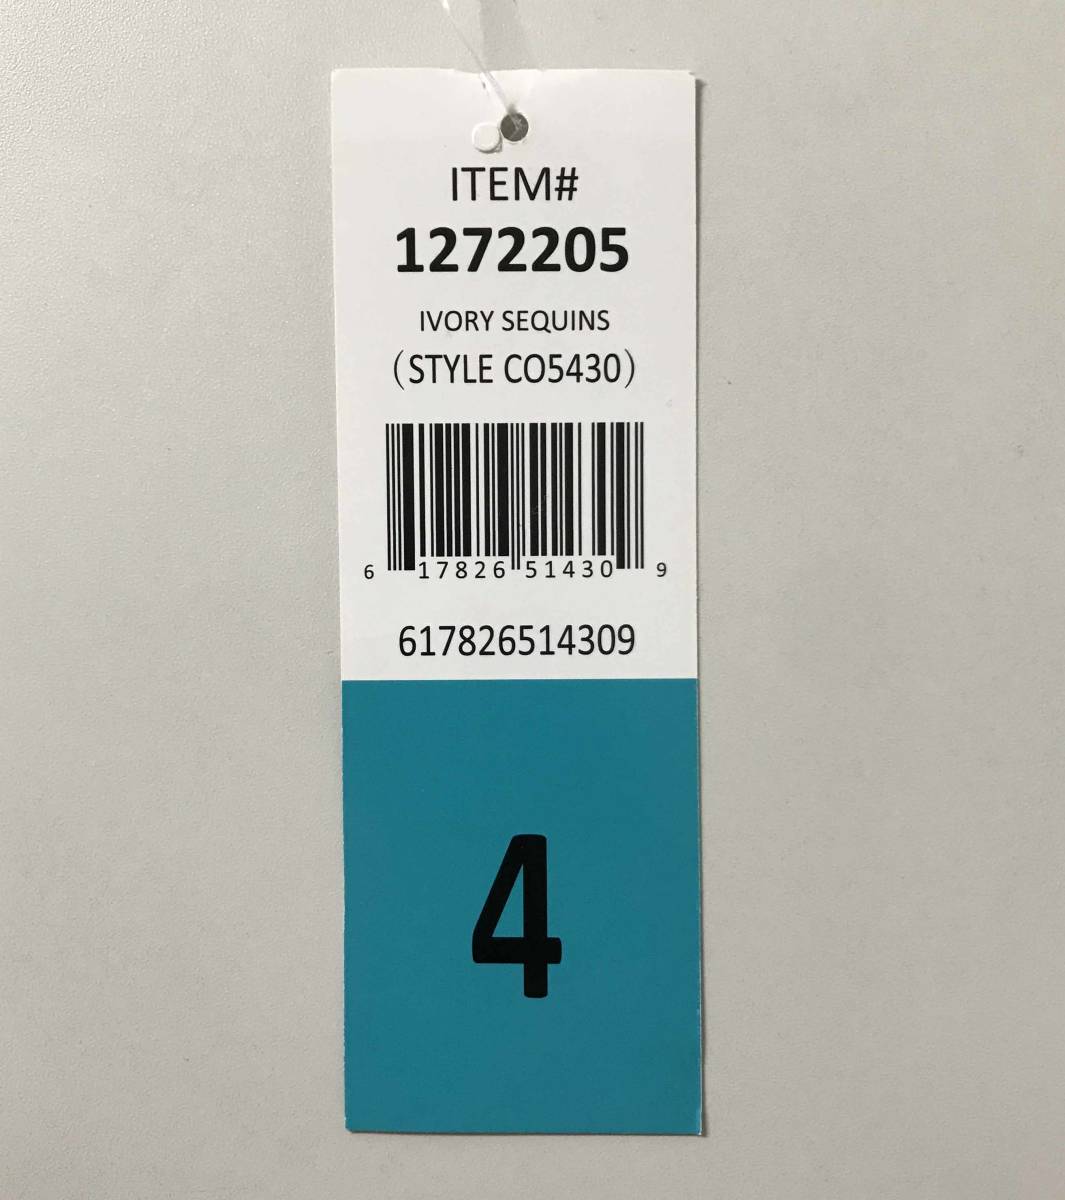 ITEM#
1272205
IVORY SEQUINS
(STYLE CO5430)
6 17826 51430 9
617826514309
4